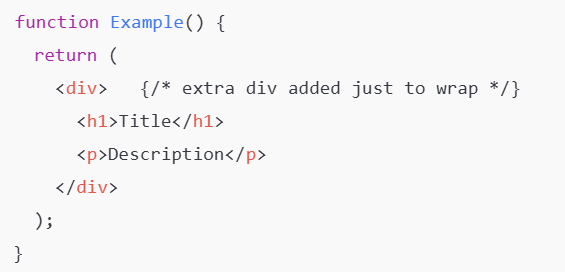 function Example() {
  return (
    <div>   {/* extra div added just to wrap */}
      <h1>Title</h1>
      <p>Description</p>
    </div>
  );
}